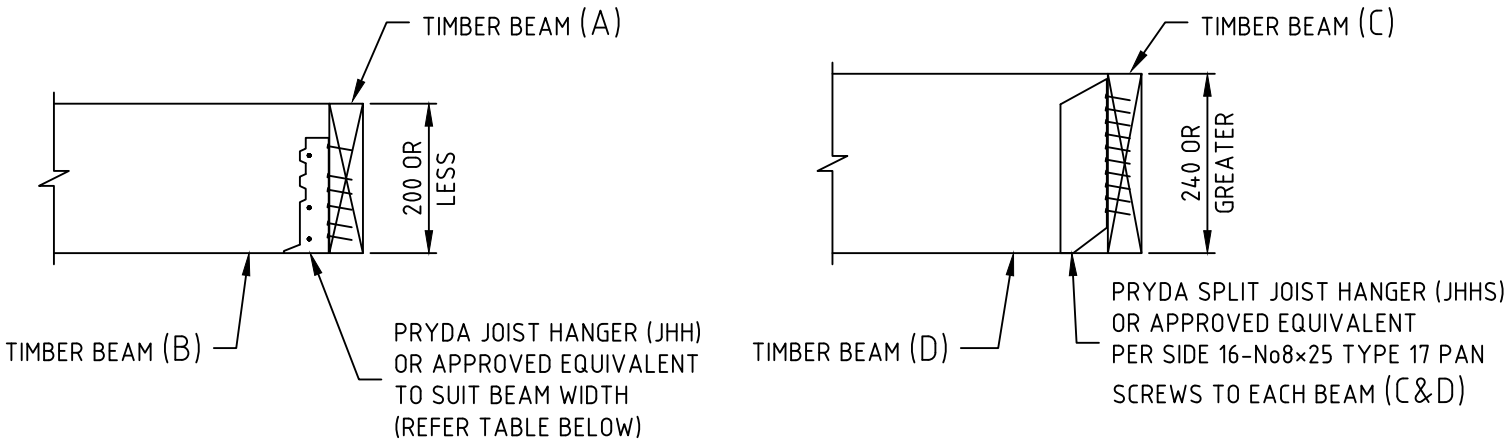 TIMBER BEAM (A)
200 OR
LESS
TIMBER BEAM (B)
PRYDA JOIST HANGER (JHH)
OR APPROVED EQUIVALENT
TO SUIT BEAM WIDTH
(REFER TABLE BELOW)
TIMBER BEAM (C)
240 OR
GREATER
TIMBER BEAM (D)
PRYDA SPLIT JOIST HANGER (JHHS)
OR APPROVED EQUIVALENT
PER SIDE 16-No8×25 TYPE 17 PAN
SCREWS TO EACH BEAM (C&D)